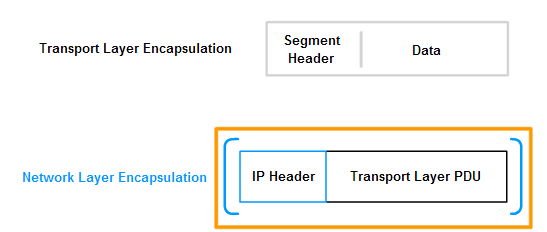 Transport Layer Encapsulation
Segment
Header
Data
Network Layer Encapsulation
IP Header
Transport Layer PDU